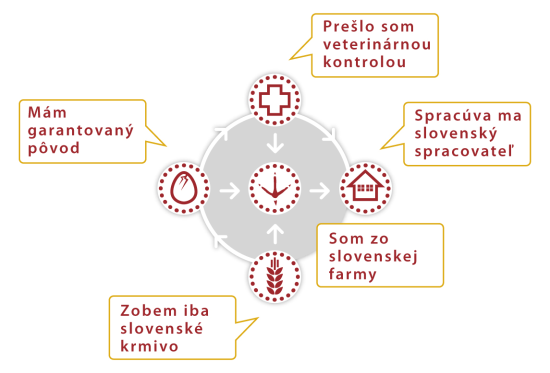 Prešlo som
veterinárnou
kontrolou
Mám
garantovaný
pôvod
Spracúva ma
slovenský
spracovateľ
Som zo
slovenskej
farmy
Zobem iba
slovenské
krmivo